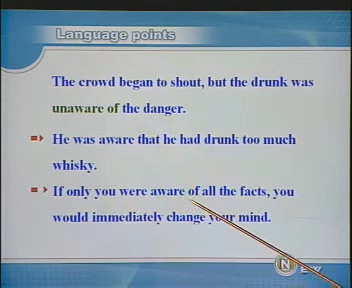 Language points
The crowd began to shout, but the drunk was
unaware of the danger.
He was aware that he had drunk too much
whisky.
If only you were aware of all the facts, you
would immediately change your mind.
N